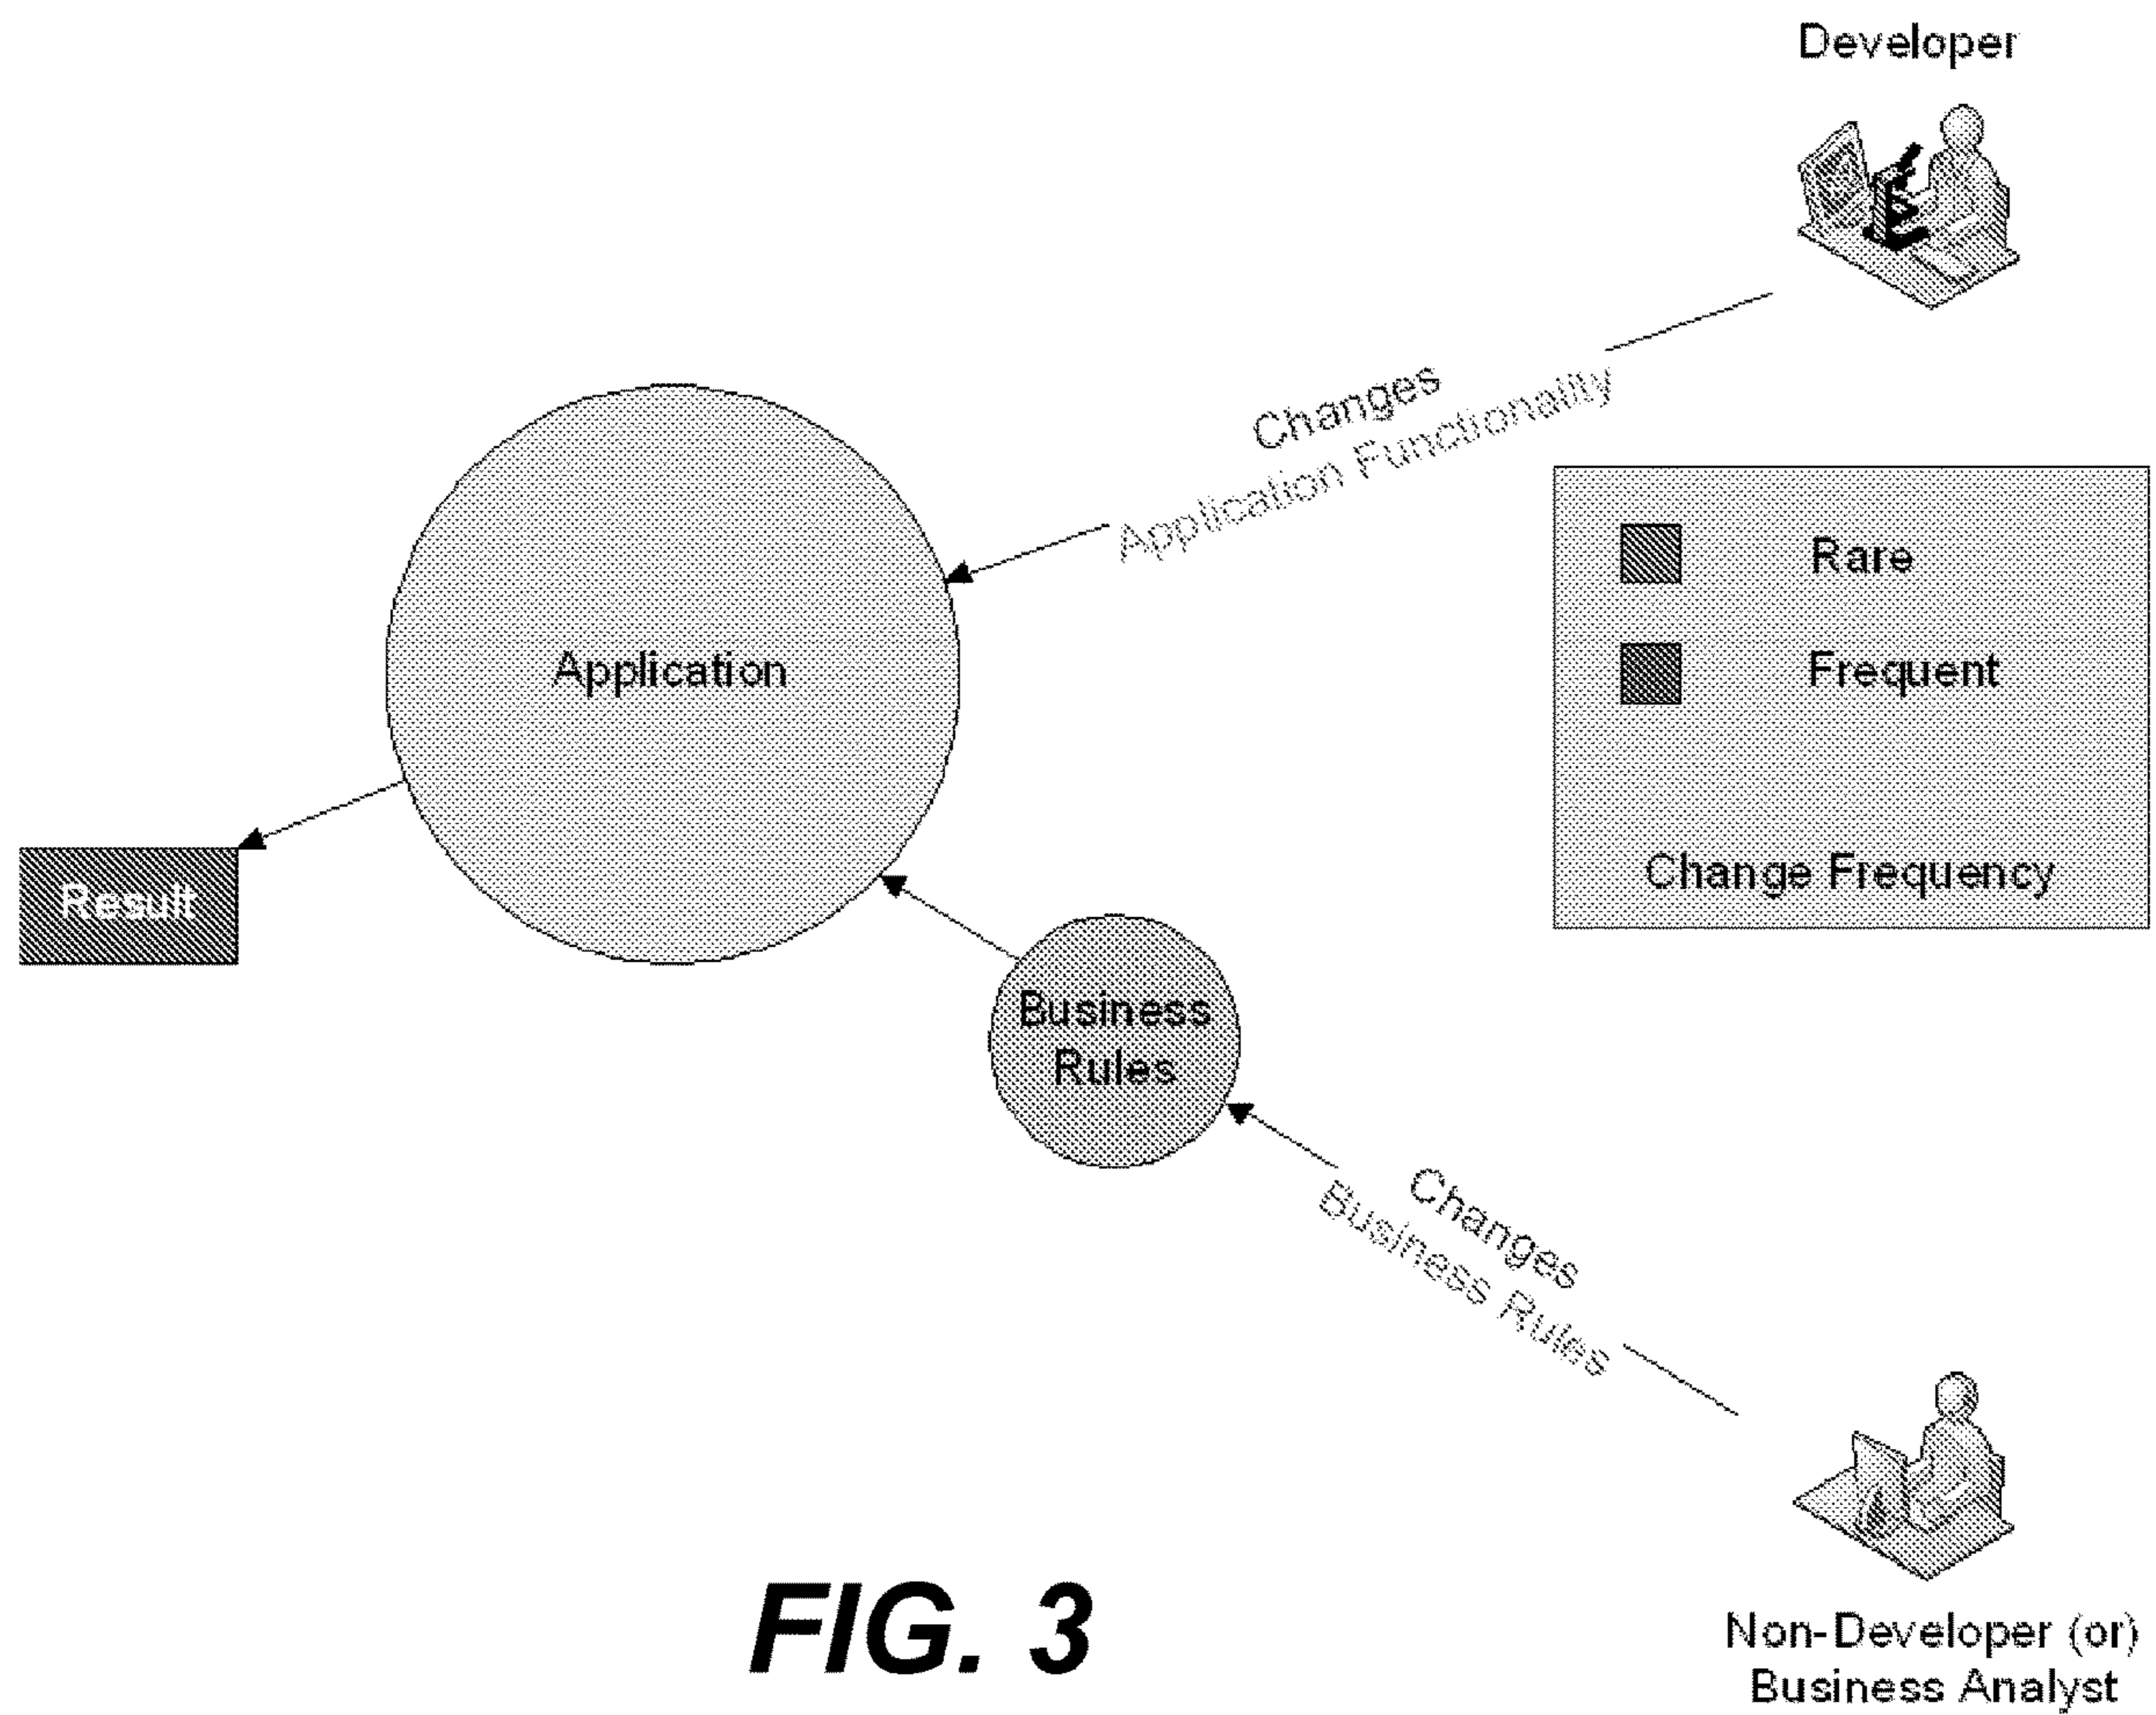 Developer
Changes
Application Functionality
Rare
Frequent
Change Frequency
Application
Result
Business
Rules
Changes
Business Rules
Non-Developer (or)
Business Analyst
FIG. 3